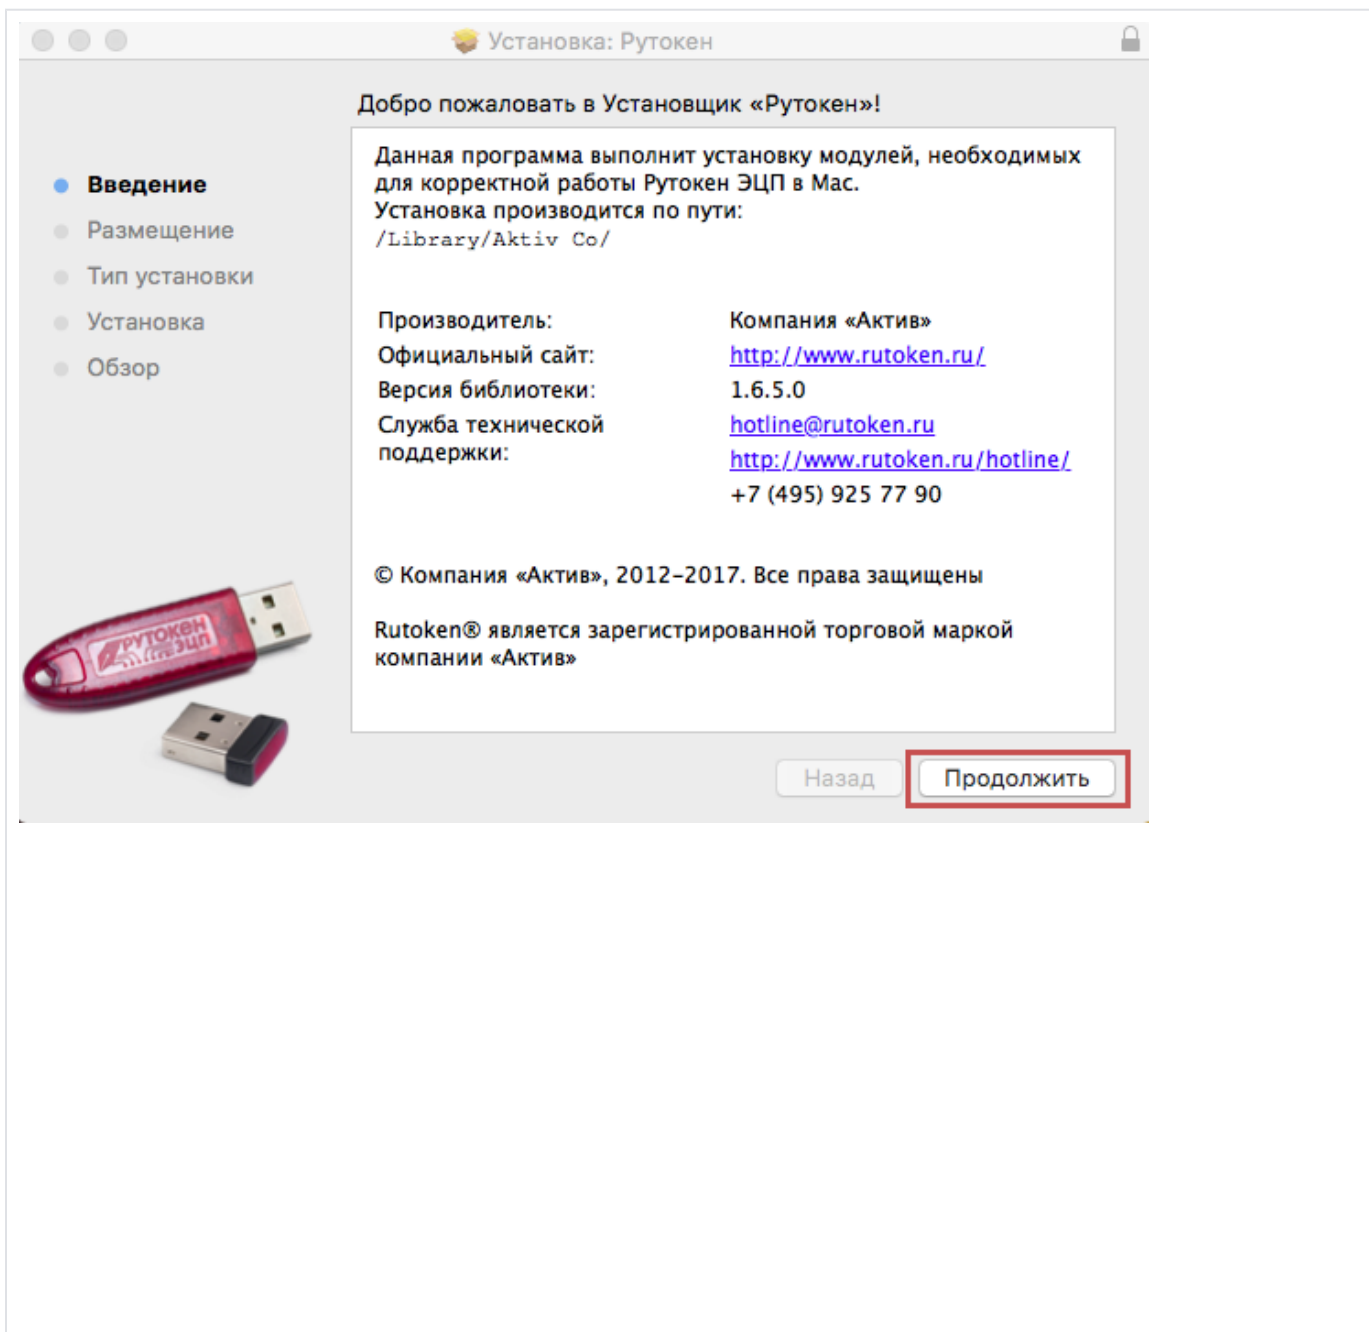 Установка: Рутокен
Добро пожаловать в Установщик «Рутокен»!
Введение
Размещение
Тип установки
Установка
Обзор
Данная программа выполнит установку модулей, необходимых
для корректной работы Рутокен ЭЦП в Mac.
Установка производится по пути:
/Library/Aktiv Co/
Производитель: Компания «Актив»
Официальный сайт: http://www.rutoken.ru/
Версия библиотеки: 1.6.5.0
Служба технической hotline@rutoken.ru
поддержки: http://www.rutoken.ru/hotline/
+7 (495) 925 77 90
© Компания «Актив», 2012–2017. Все права защищены
Rutoken® является зарегистрированной торговой маркой
компании «Актив»
РУТОКЕН
ЭЦП
Назад Продолжить